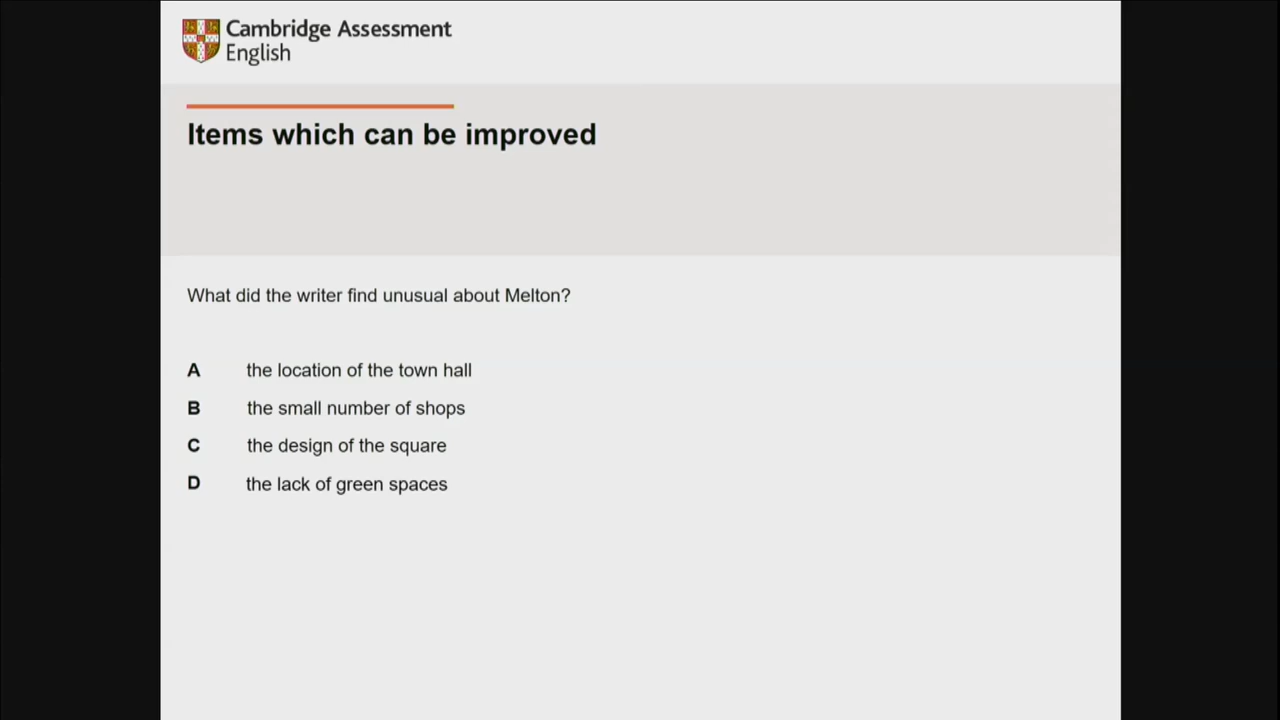 Cambridge Assessment
English
Items which can be improved
What did the writer find unusual about Melton?
A the location of the town hall
B the small number of shops
C the design of the square
D the lack of green spaces